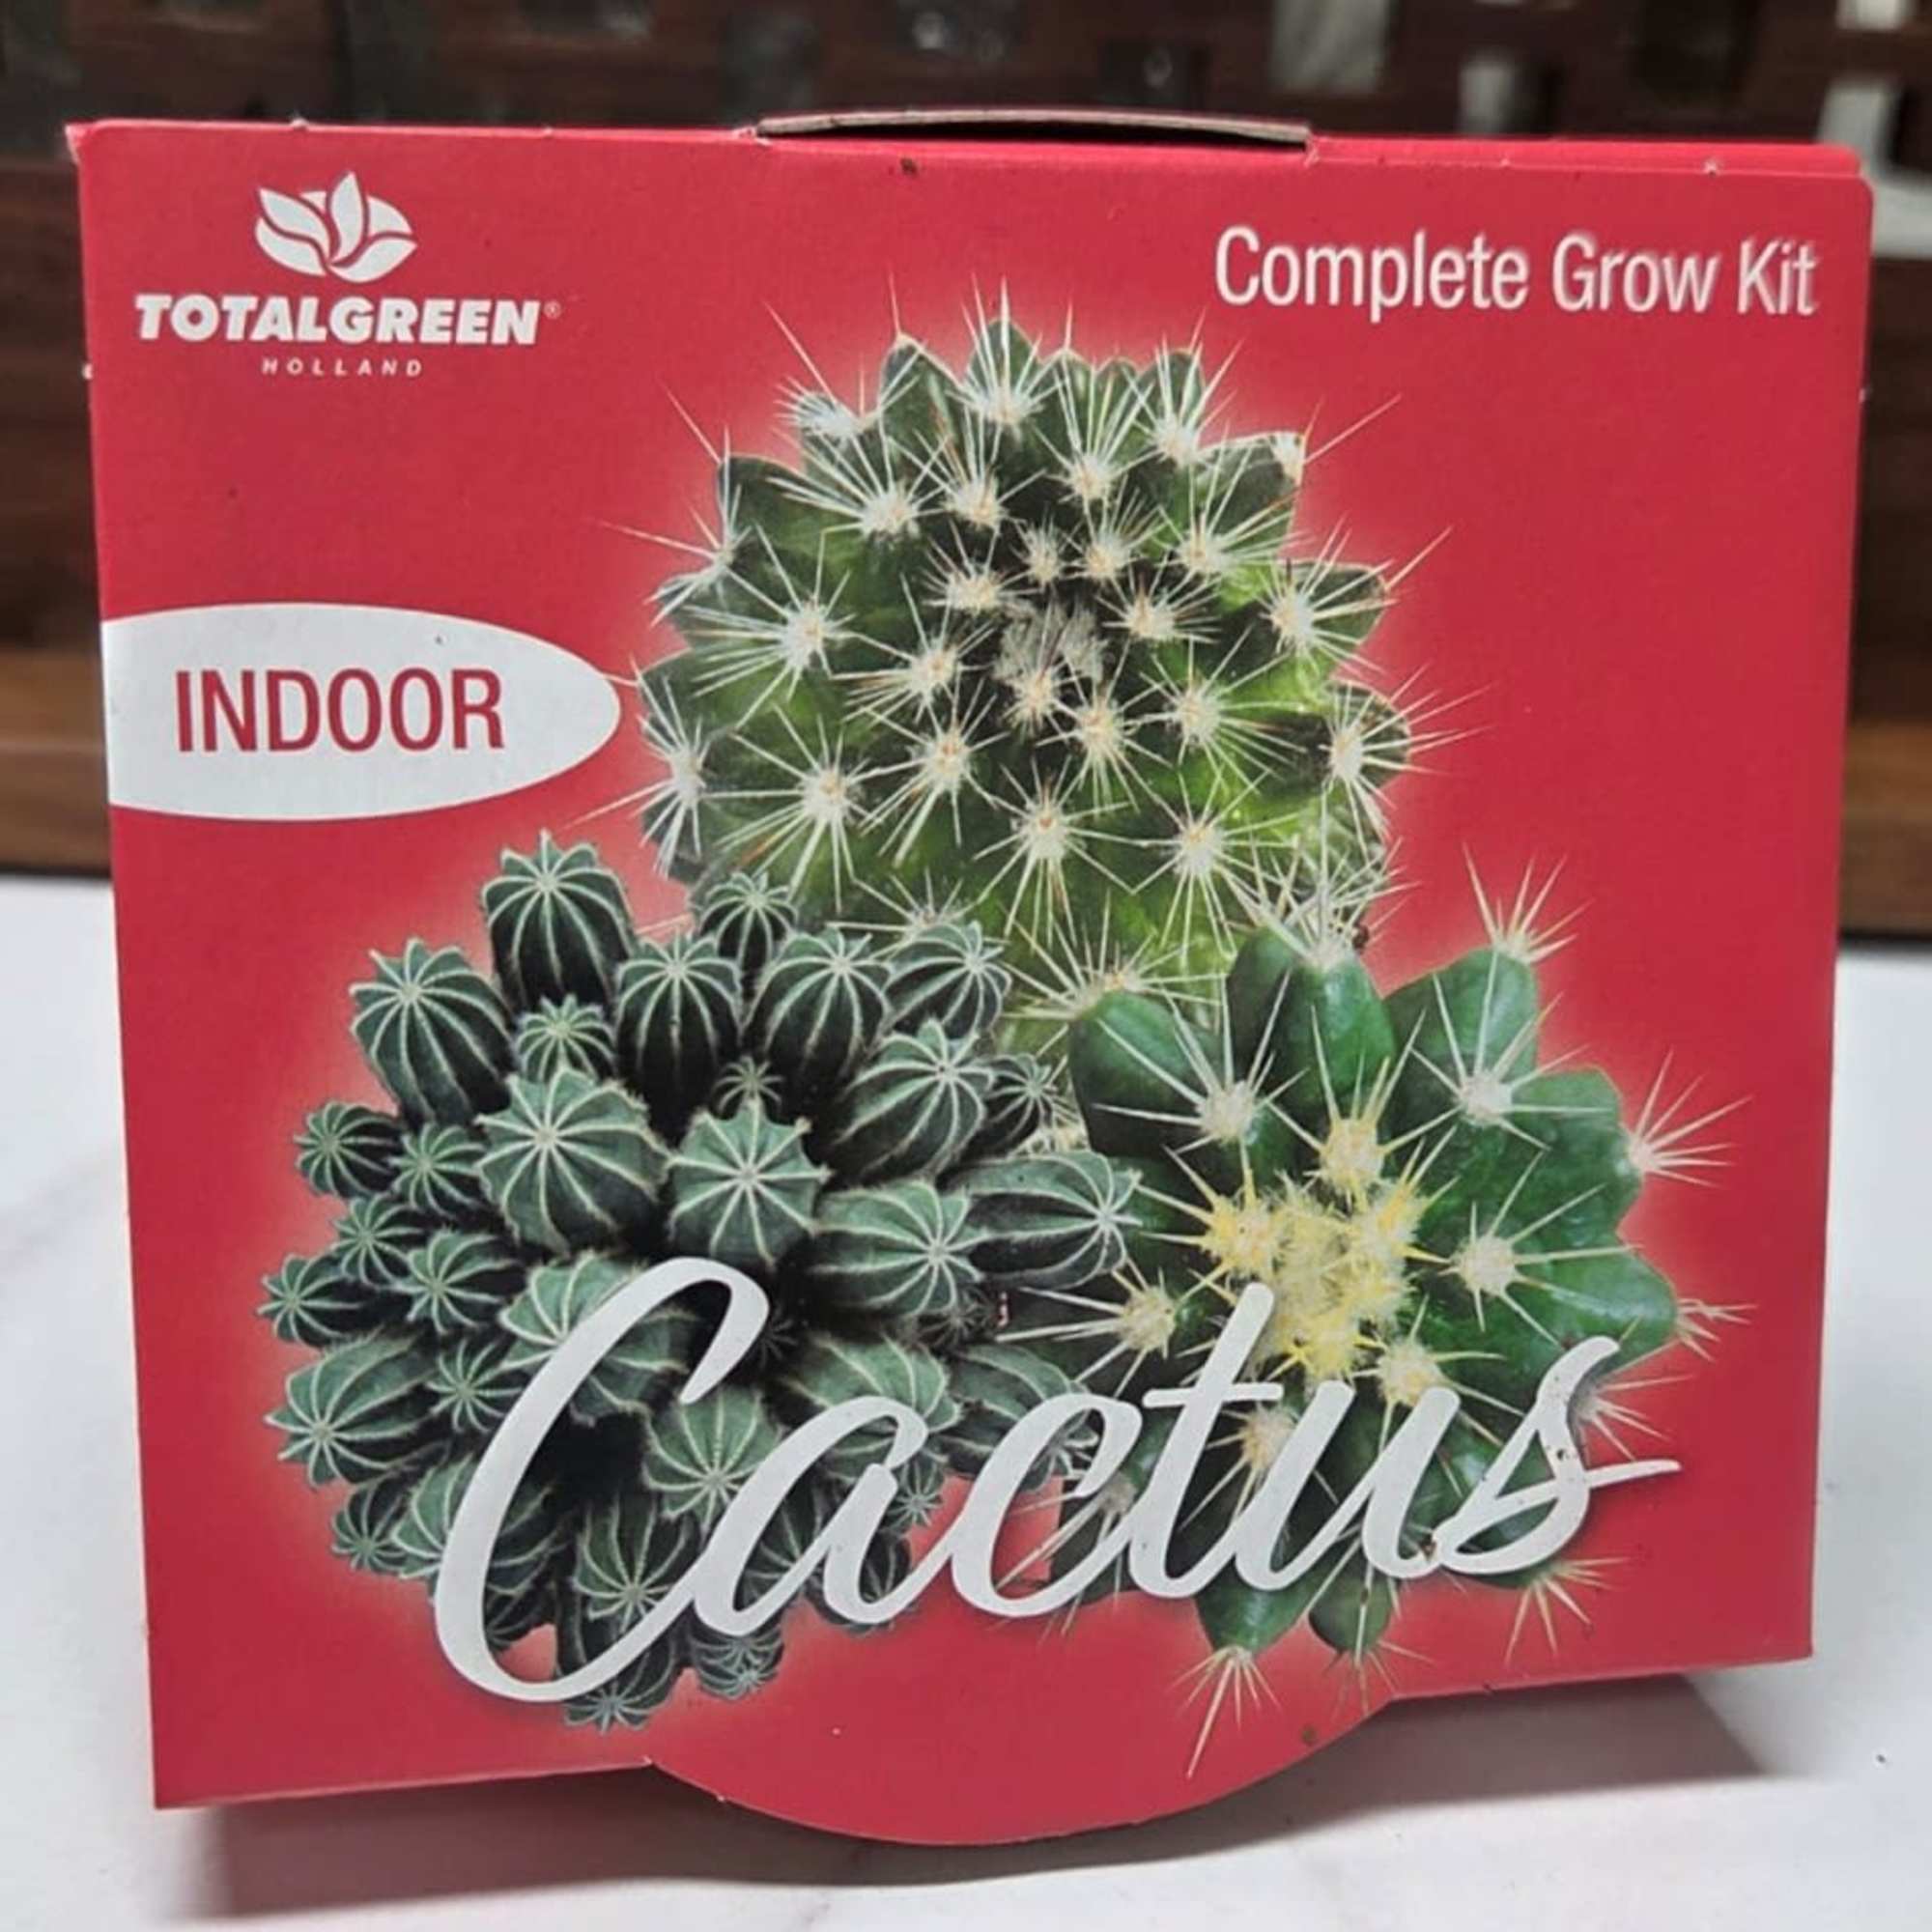 TOTALGREEN®
HOLLAND
Complete Grow Kit
INDOOR
Cactus